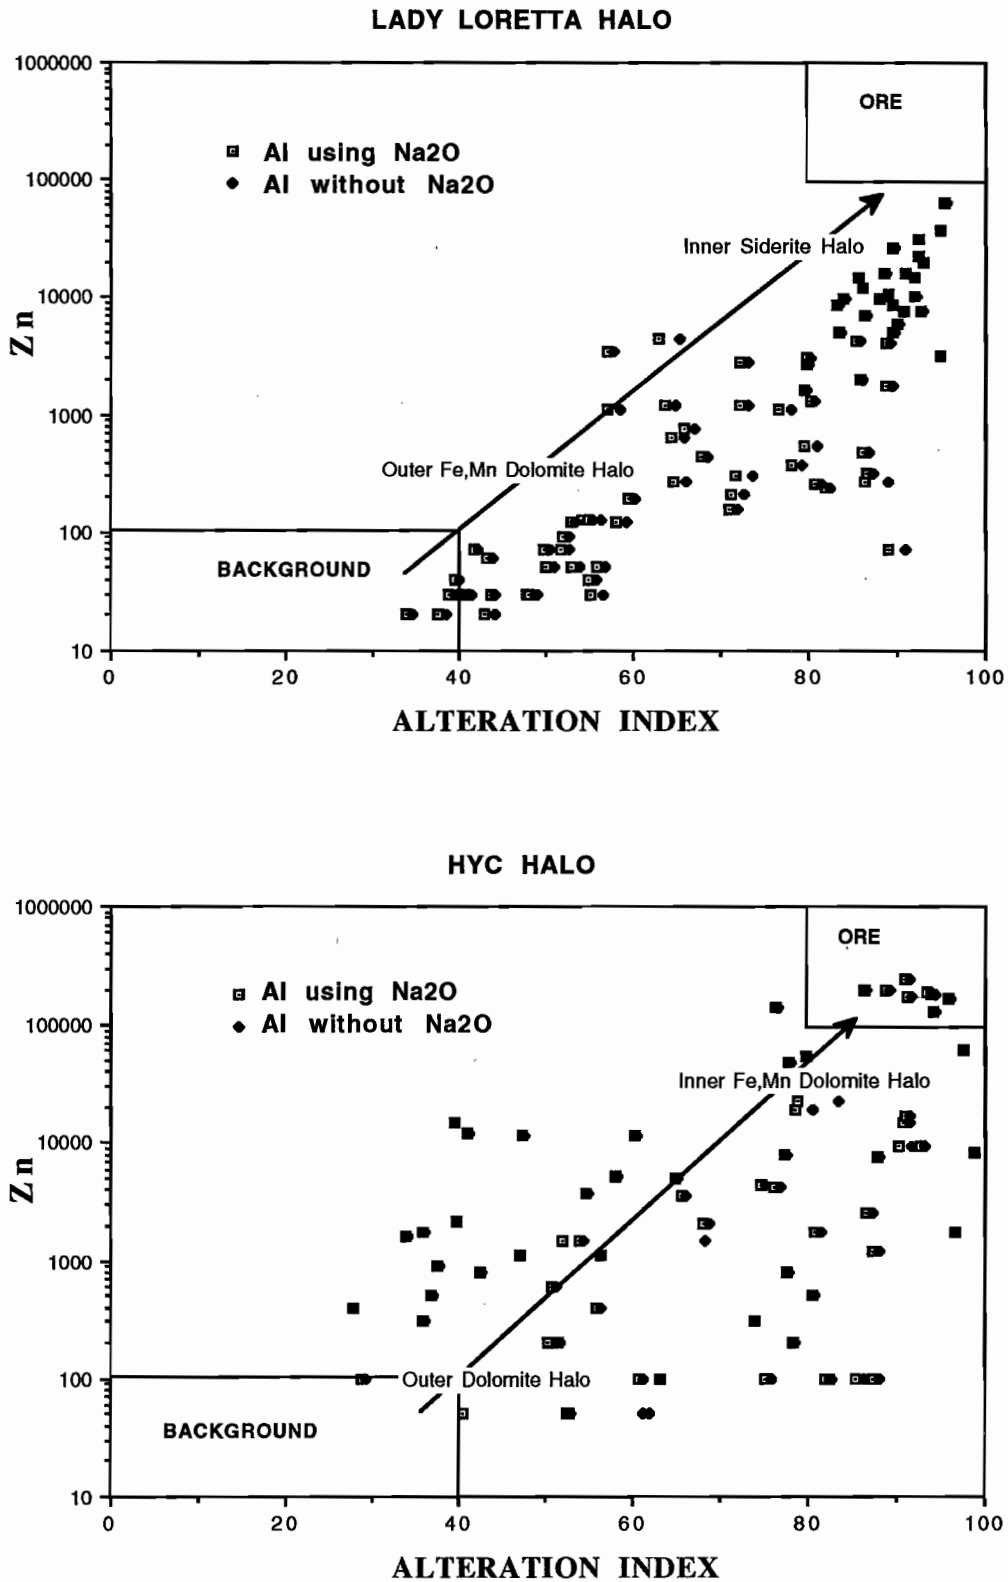 LADY LORETTA HALO
1000000
100000
10000
1000
100
10
Zn
ORE
AI using Na2O
AI without Na2O
Inner Siderite Halo
Outer Fe,Mn Dolomite Halo
BACKGROUND
0 20 40 60 80 100
ALTERATION INDEX
HYC HALO
1000000
100000
10000
1000
100
10
Zn
ORE
AI using Na2O
AI without Na2O
Inner Fe,Mn Dolomite Halo
Outer Dolomite Halo
BACKGROUND
0 20 40 60 80 100
ALTERATION INDEX